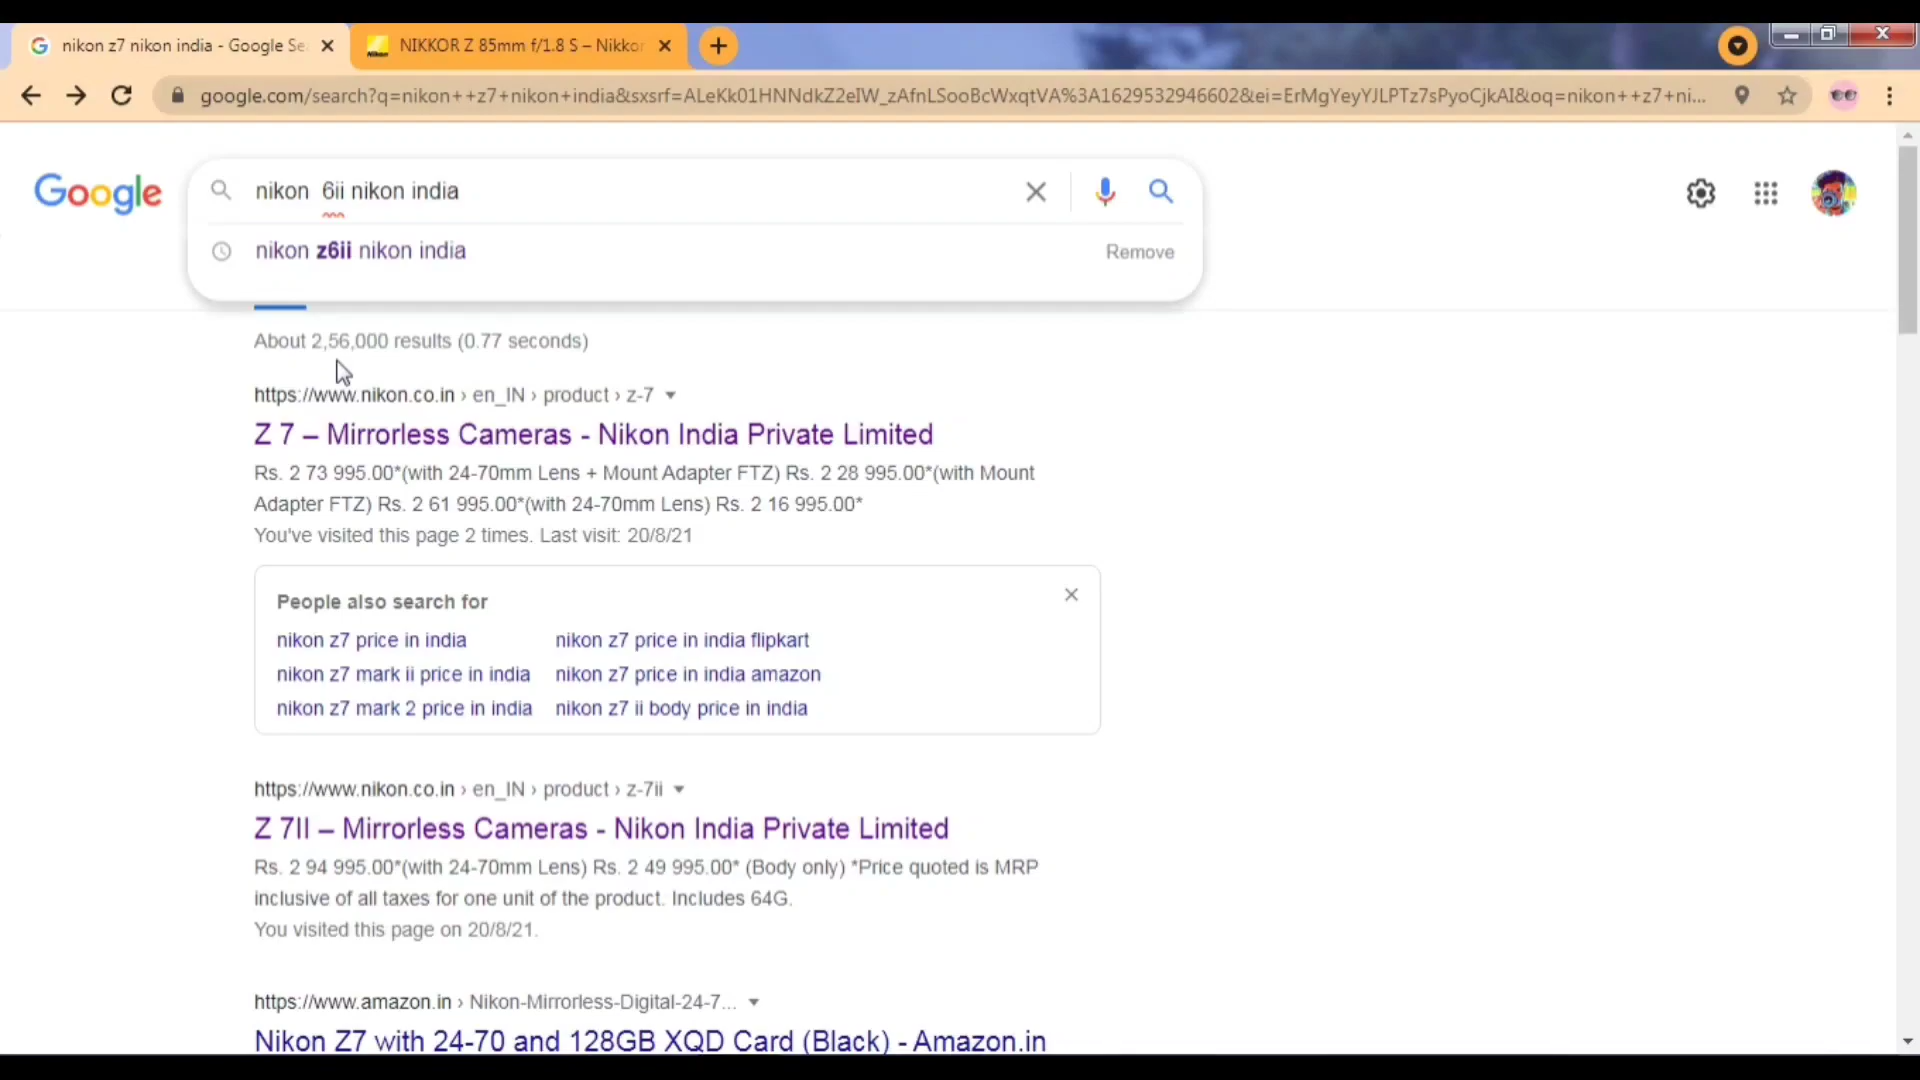 nikon z7 nikon india - Google Se
NIKKOR Z 85mm f/1.8 S – Nikkor
google.com/search?q=nikon++z7+nikon+india&sxsrf=ALeKk01HNNdkZ2eIW_zAfnLSooBcWxqtVA%3A1629532946602&ei=ErMgYeyYJLPTz7sPyoCjkAI&oq=nikon++z7+ni...
Google
nikon  6ii nikon india
nikon z6ii nikon india
Remove
About 2,56,000 results (0.77 seconds)
https://www.nikon.co.in › en_IN › product › z-7
Z 7 – Mirrorless Cameras - Nikon India Private Limited
Rs. 2 73 995.00*(with 24-70mm Lens + Mount Adapter FTZ) Rs. 2 28 995.00*(with Mount
Adapter FTZ) Rs. 2 61 995.00*(with 24-70mm Lens) Rs. 2 16 995.00*
You've visited this page 2 times. Last visit: 20/8/21
People also search for
nikon z7 price in india
nikon z7 price in india flipkart
nikon z7 mark ii price in india
nikon z7 price in india amazon
nikon z7 mark 2 price in india
nikon z7 ii body price in india
https://www.nikon.co.in › en_IN › product › z-7ii
Z 7II – Mirrorless Cameras - Nikon India Private Limited
Rs. 2 94 995.00*(with 24-70mm Lens) Rs. 2 49 995.00* (Body only) *Price quoted is MRP
inclusive of all taxes for one unit of the product. Includes 64G.
You visited this page on 20/8/21.
https://www.amazon.in › Nikon-Mirrorless-Digital-24-7...
Nikon Z7 with 24-70 and 128GB XQD Card (Black) - Amazon.in